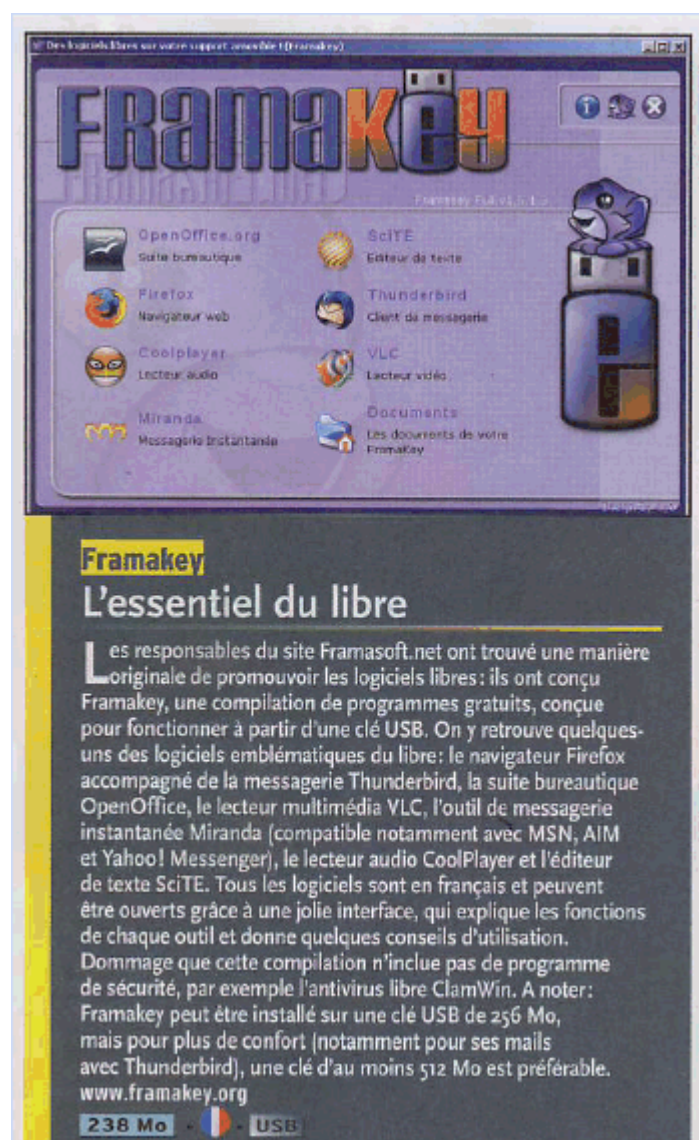 Des logiciels libres sur votre support amovible ! (Framakey)
FRamaKey
OpenOffice.org
Suite bureautique
SciTE
Editeur de texte
Firefox
Navigateur web
Thunderbird
Client de messagerie
Coolplayer
Lecteur audio
VLC
Lecteur vidéo
Miranda
Messagerie Instantanée
Documents
Les documents de votre
FramaKey
Framakey
L'essentiel du libre
Les responsables du site Framasoft.net ont trouvé une manière
originale de promouvoir les logiciels libres : ils ont conçu
Framakey, une compilation de programmes gratuits, conçue
pour fonctionner à partir d'une clé USB. On y retrouve quelques-
uns des logiciels emblématiques du libre : le navigateur Firefox
accompagné de la messagerie Thunderbird, la suite bureautique
OpenOffice, le lecteur multimédia VLC, l'outil de messagerie
instantanée Miranda (compatible notamment avec MSN, AIM
et Yahoo! Messenger), le lecteur audio CoolPlayer et l'éditeur
de texte SciTE. Tous les logiciels sont en français et peuvent
être ouverts grâce à une jolie interface, qui explique les fonctions
de chaque outil et donne quelques conseils d'utilisation.
Dommage que cette compilation n'inclue pas de programme
de sécurité, par exemple l'antivirus libre ClamWin. A noter :
Framakey peut être installé sur une clé USB de 256 Mo,
mais pour plus de confort (notamment pour ses mails
avec Thunderbird), une clé d'au moins 512 Mo est préférable.
www.framakey.org
238 Mo - - USB